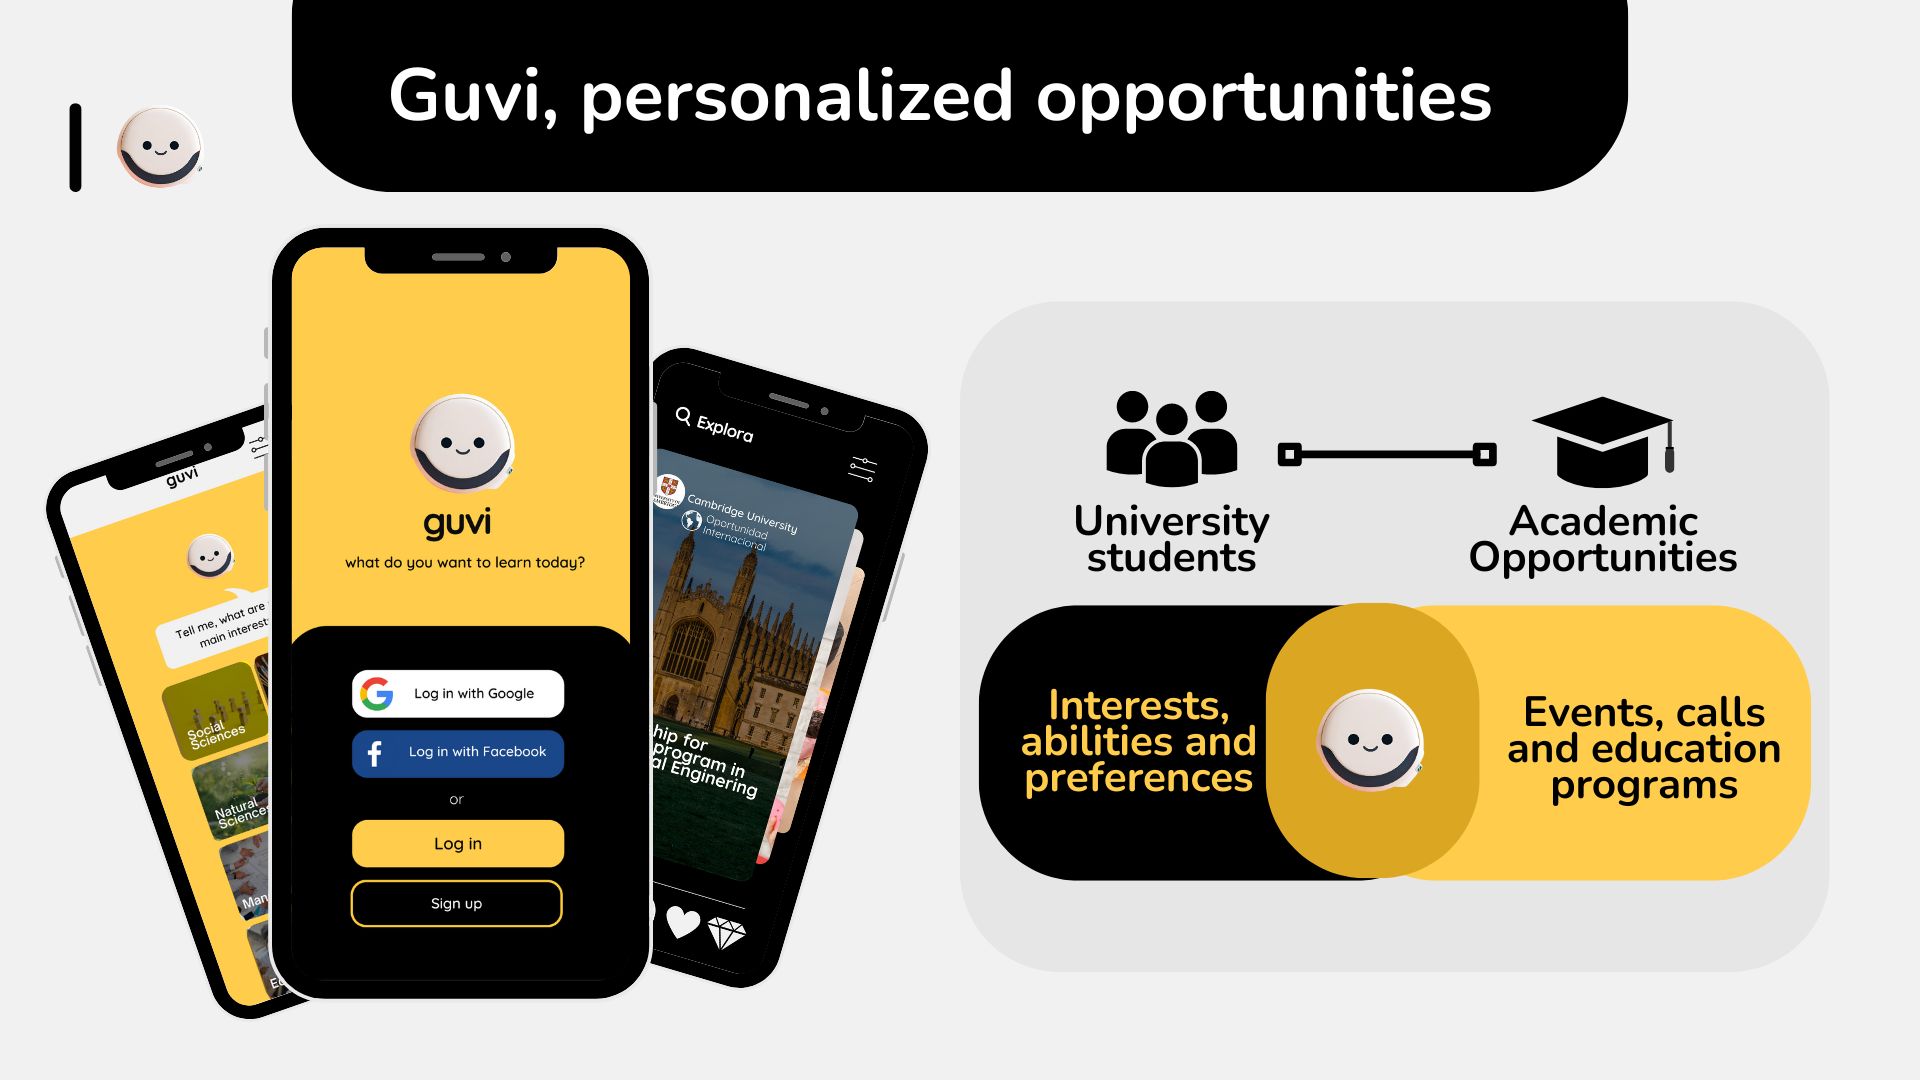 Guvi, personalized opportunities
guvi
Tell me, what are
main interest
Social
Sciences
Natural
Sciences
guvi
what do you want to learn today?
Log in with Google
Log in with Facebook
or
Log in
Sign up
Explora
Cambridge University
Oportunidad
Internacional
hip for
program in
al Enginering
University
students
Academic
Opportunities
Interests,
abilities and
preferences
Events, calls
and education
programs